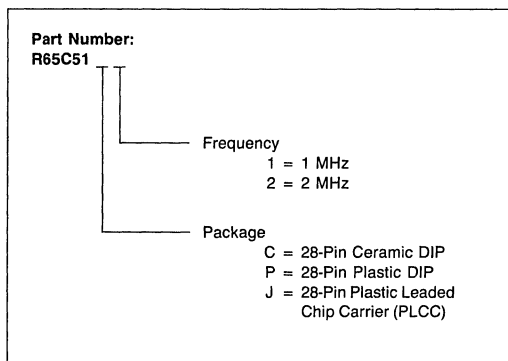 Part Number:
R65C51 _ _
Frequency
1 = 1 MHz
2 = 2 MHz
Package
C = 28-Pin Ceramic DIP
P = 28-Pin Plastic DIP
J = 28-Pin Plastic Leaded
Chip Carrier (PLCC)